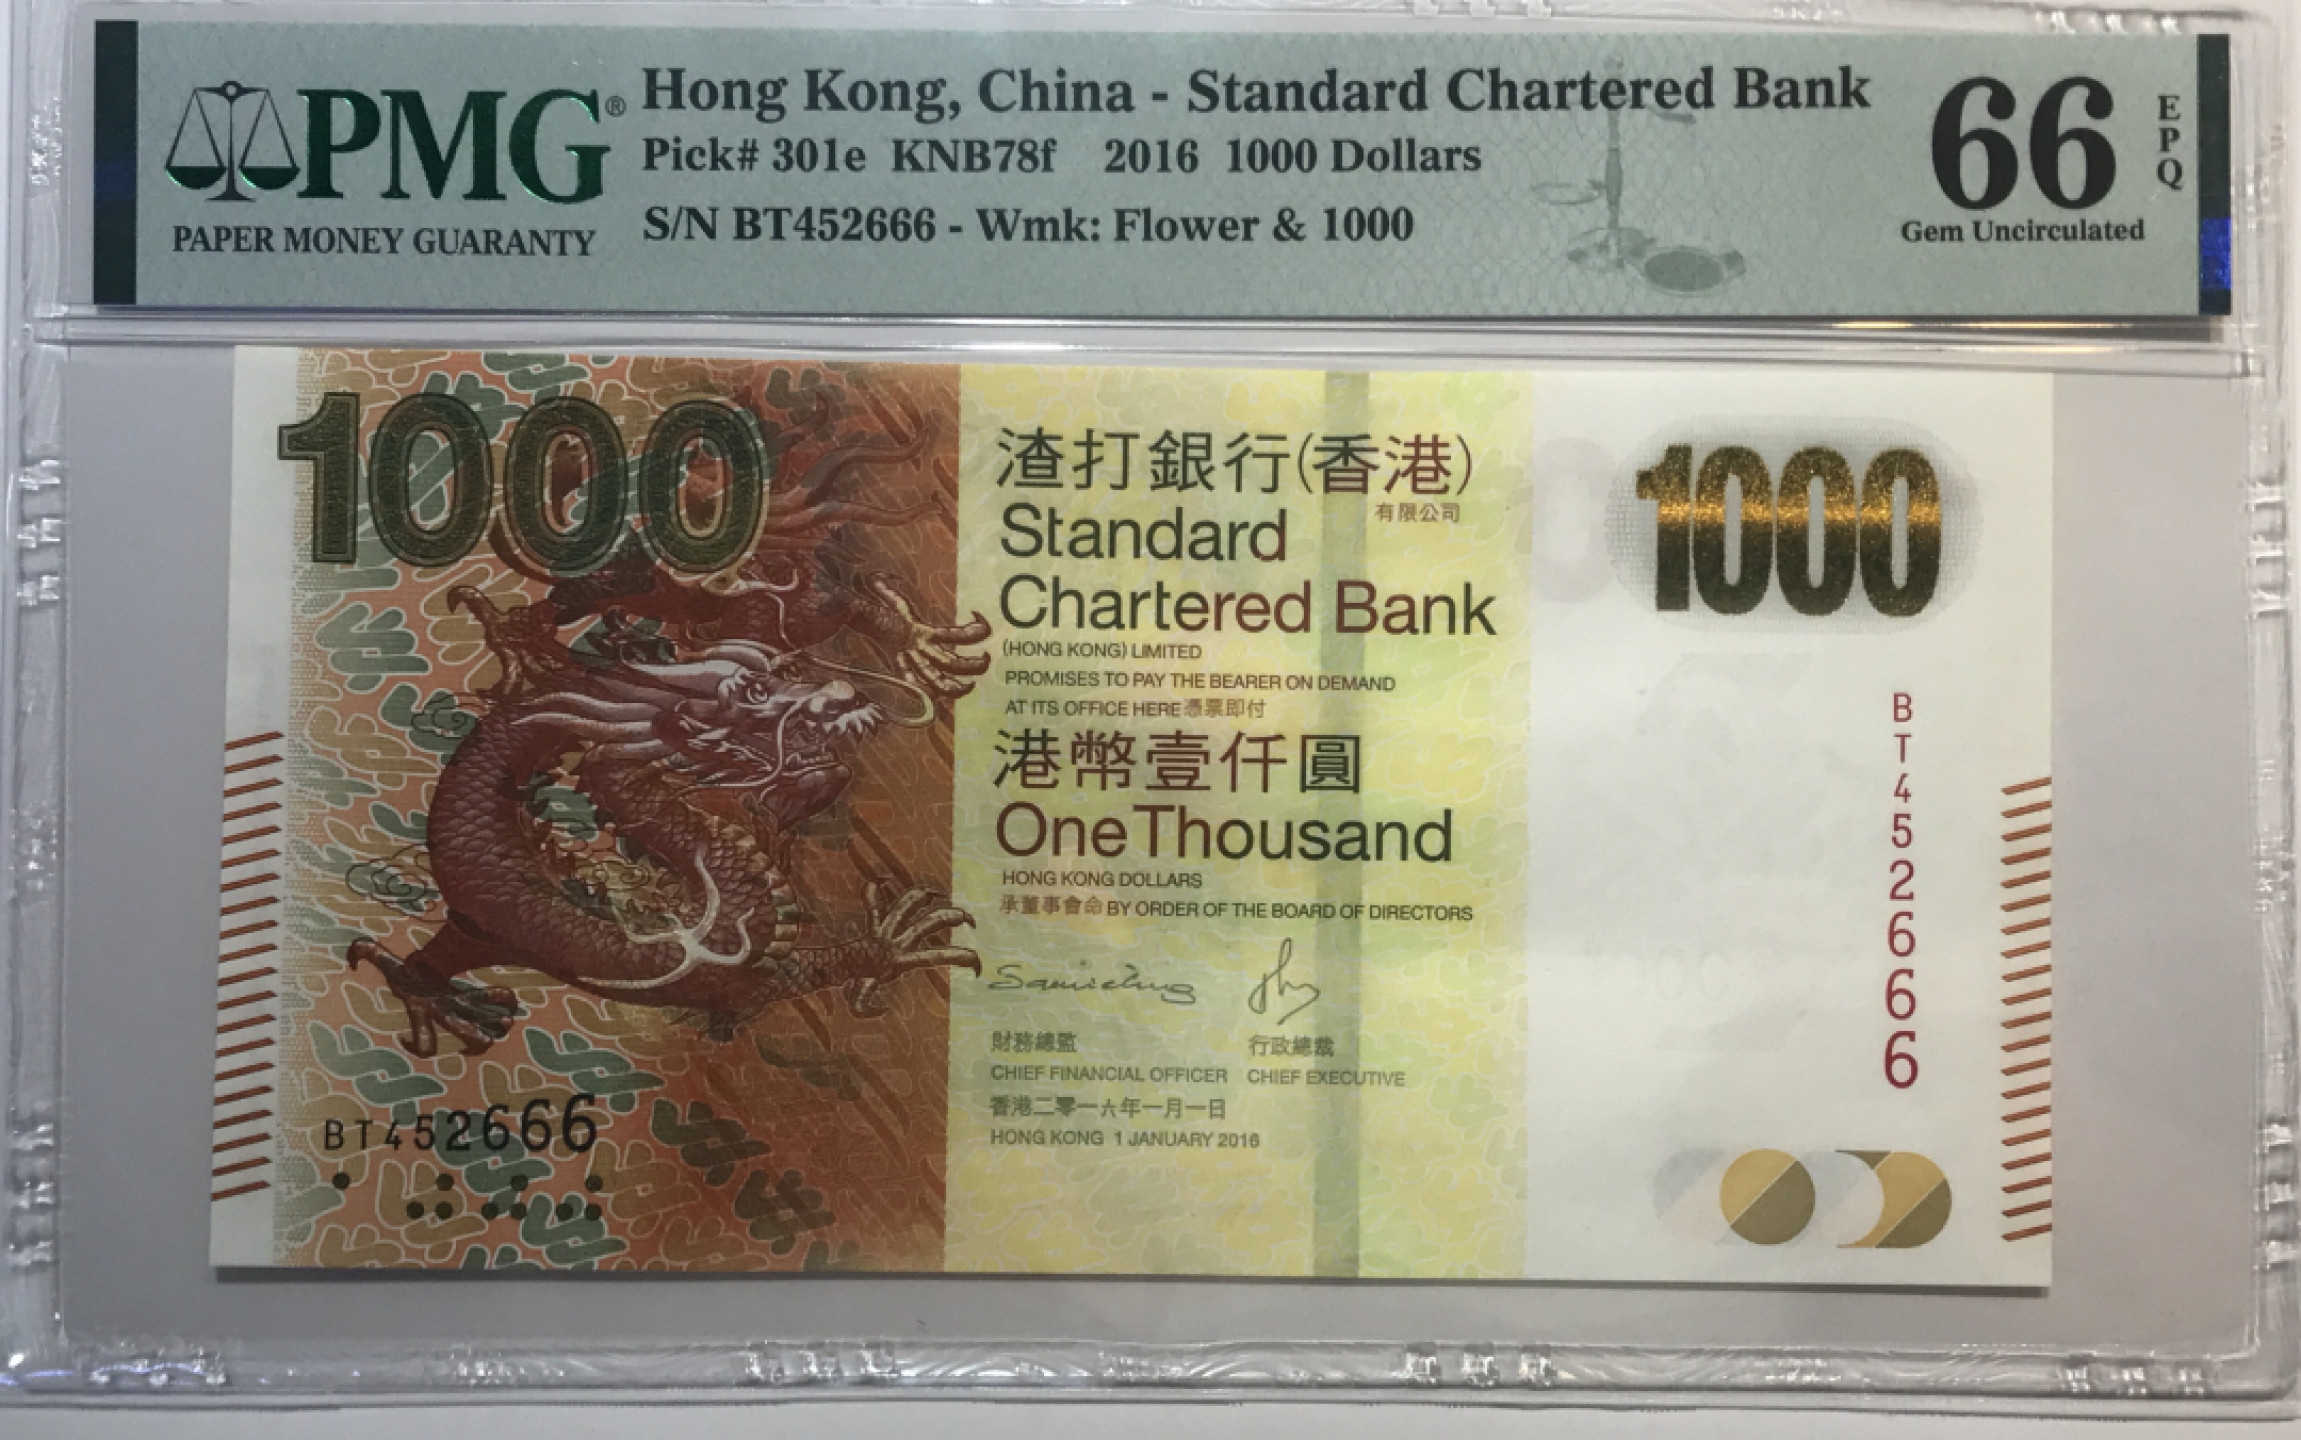 PMG®
PAPER MONEY GUARANTY
Hong Kong, China - Standard Chartered Bank
Pick# 301e KNB78f 2016 1000 Dollars
S/N BT452666 - Wmk: Flower & 1000
66
EPQ
Gem Uncirculated
1000
渣打銀行(香港)
有限公司
Standard
Chartered Bank
(HONG KONG) LIMITED
PROMISES TO PAY THE BEARER ON DEMAND
AT ITS OFFICE HERE 憑票即付
港幣壹仟圓
One Thousand
HONG KONG DOLLARS
承董事會命 BY ORDER OF THE BOARD OF DIRECTORS
財務總監 行政總裁
CHIEF FINANCIAL OFFICER CHIEF EXECUTIVE
香港二零一六年一月一日
HONG KONG 1 JANUARY 2016
BT452666
1000
BT452666